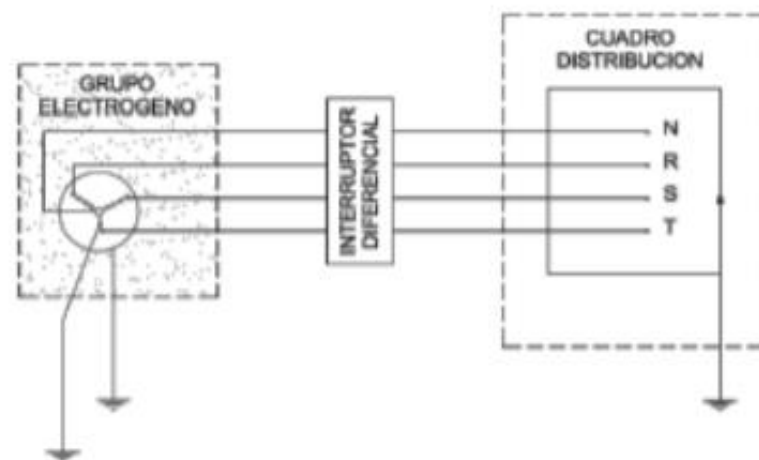 GRUPO
ELECTROGENO
INTERRUPTOR
DIFERENCIAL
CUADRO
DISTRIBUCION
N
R
S
T